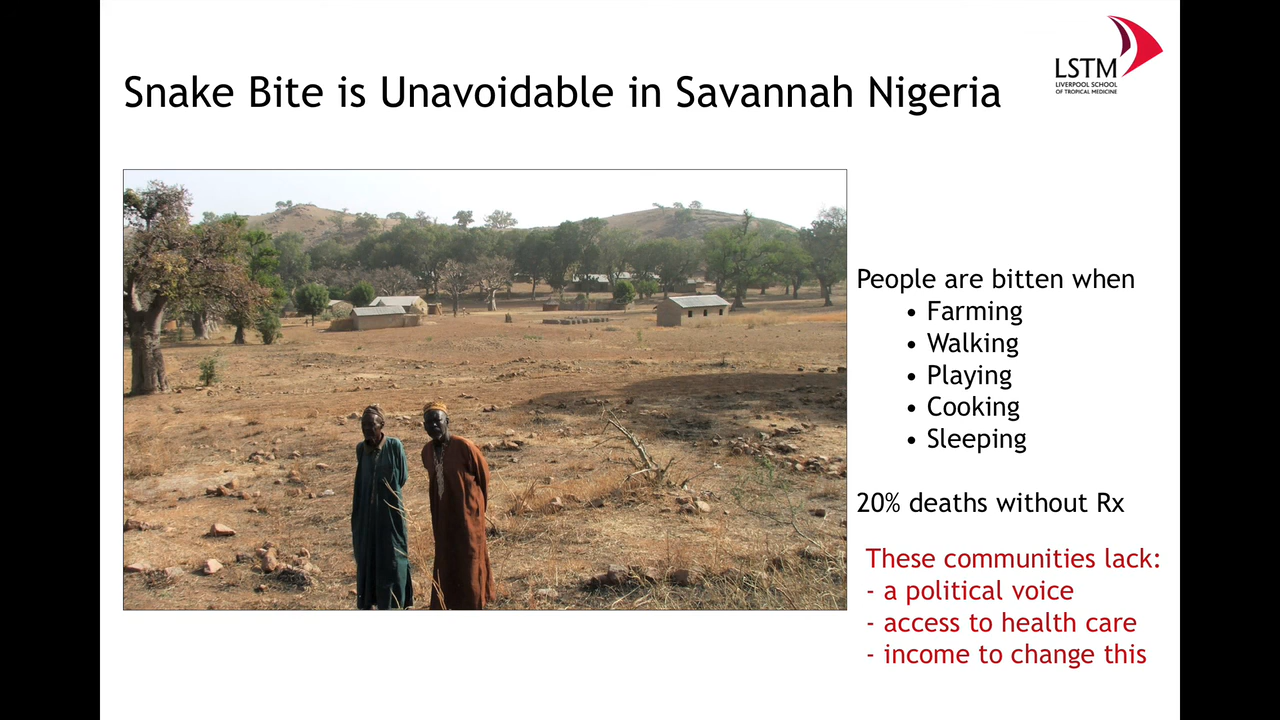 LSTM
LIVERPOOL SCHOOL
OF TROPICAL MEDICINE
Snake Bite is Unavoidable in Savannah Nigeria
People are bitten when
• Farming
• Walking
• Playing
• Cooking
• Sleeping
20% deaths without Rx
These communities lack:
- a political voice
- access to health care
- income to change this